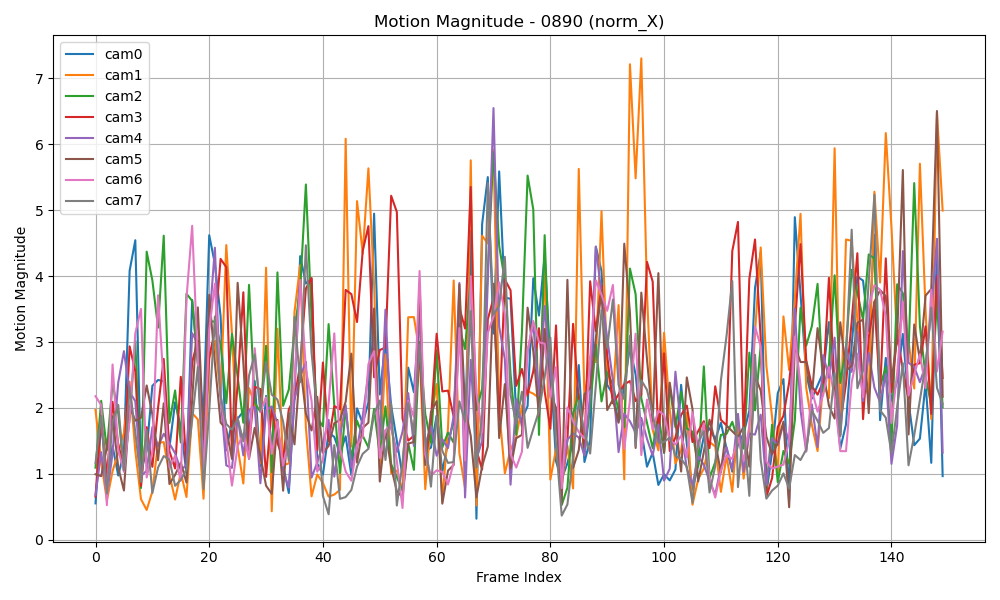 Motion Magnitude - 0890 (norm_X)
cam0
cam1
cam2
cam3
cam4
cam5
cam6
cam7
Motion Magnitude
7
6
5
4
3
2
1
0
0 20 40 60 80 100 120 140
Frame Index